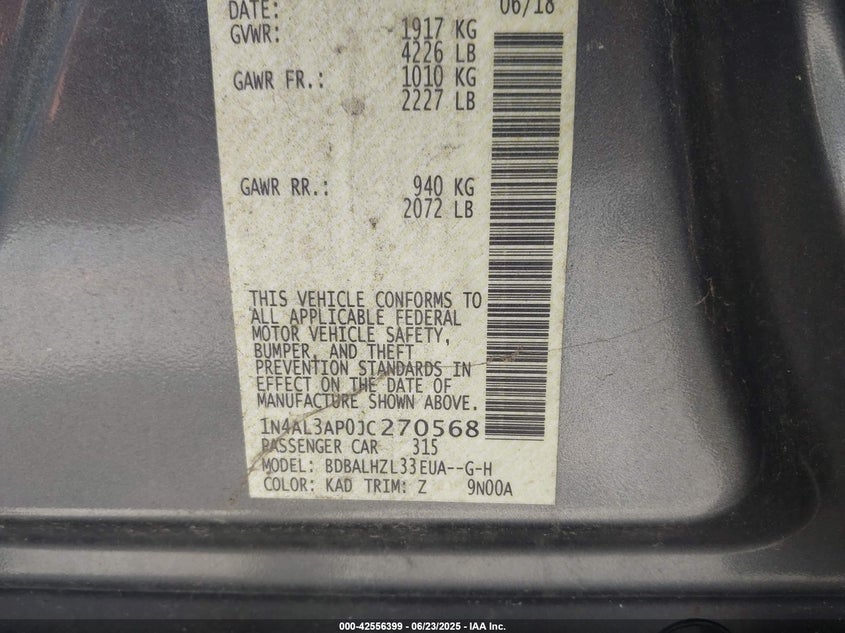 DATE: 06/18
GVWR: 1917 KG
4226 LB
GAWR FR.: 1010 KG
2227 LB
GAWR RR.: 940 KG
2072 LB
THIS VEHICLE CONFORMS TO
ALL APPLICABLE FEDERAL
MOTOR VEHICLE SAFETY,
BUMPER, AND THEFT
PREVENTION STANDARDS IN
EFFECT ON THE DATE OF
MANUFACTURE SHOWN ABOVE.
1N4AL3AP0JC270568
PASSENGER CAR 315
MODEL: BDBALHZL33EUA--G-H
COLOR: KAD TRIM: Z 9N00A
000-42556399 - 06/23/2025 - IAA Inc.